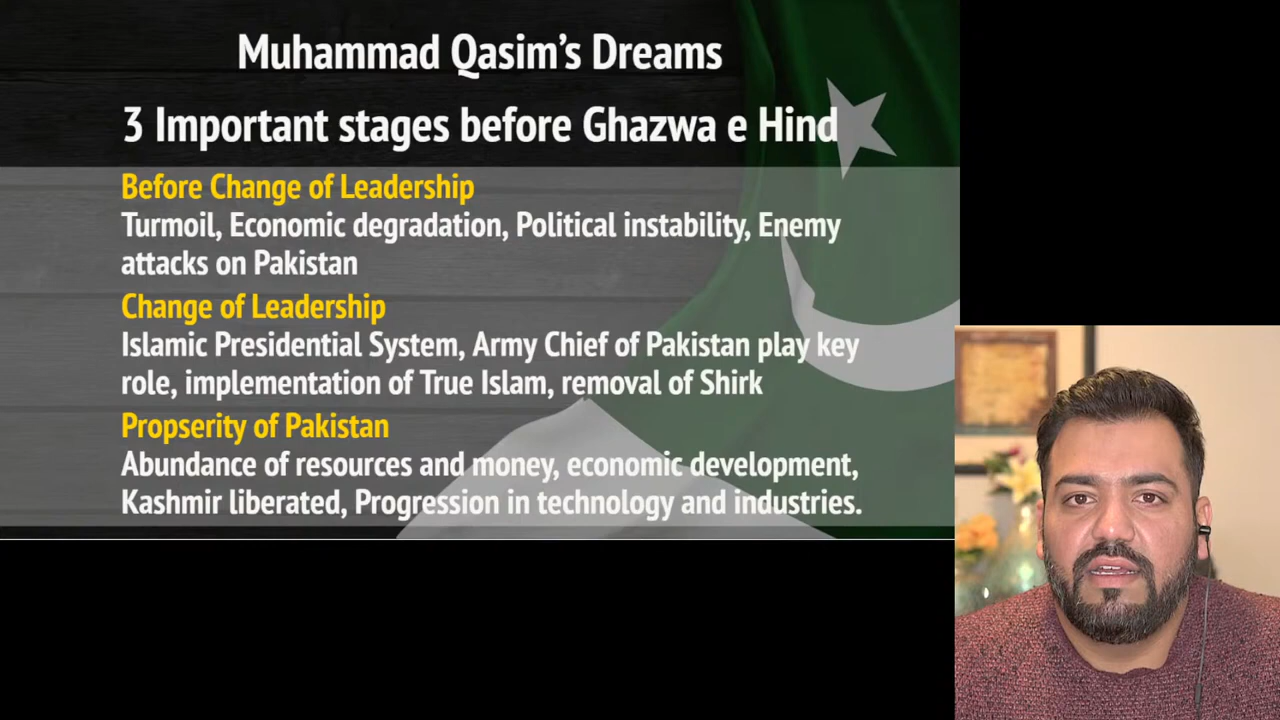 Muhammad Qasim's Dreams
3 Important stages before Ghazwa e Hind
Before Change of Leadership
Turmoil, Economic degradation, Political instability, Enemy
attacks on Pakistan
Change of Leadership
Islamic Presidential System, Army Chief of Pakistan play key
role, implementation of True Islam, removal of Shirk
Propserity of Pakistan
Abundance of resources and money, economic development,
Kashmir liberated, Progression in technology and industries.